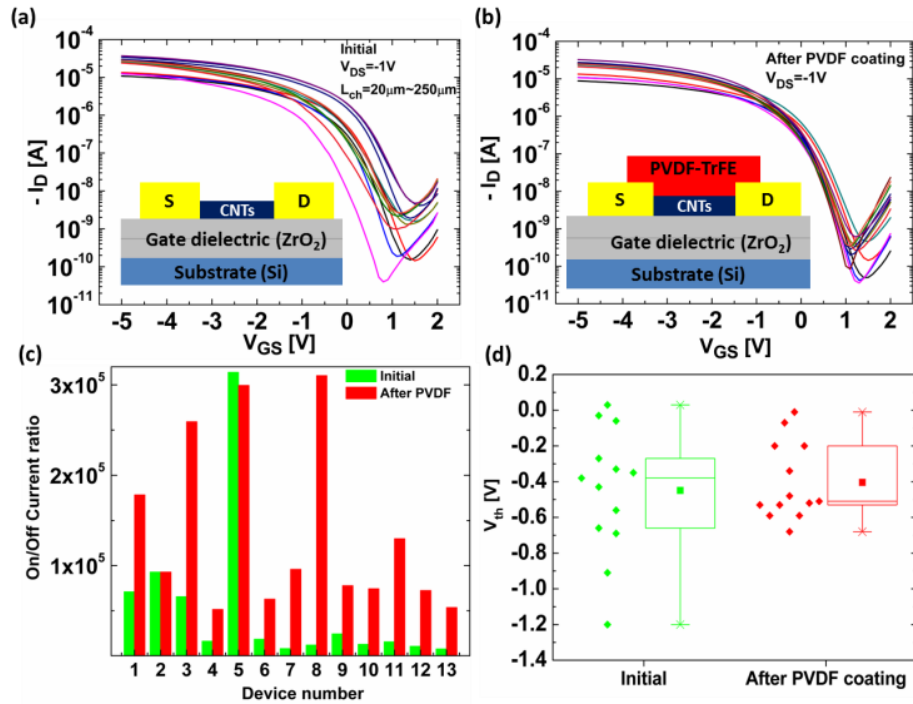 (a)
Initial
V_DS=-1V
L_ch=20μm~250μm
10^-4
10^-5
10^-6
10^-7
10^-8
10^-9
10^-10
10^-11
- I_D [A]
S
CNTs
D
Gate dielectric (ZrO2)
Substrate (Si)
-5 -4 -3 -2 -1 0 1 2
V_GS [V]
(b)
After PVDF coating
V_DS=-1V
10^-4
10^-5
10^-6
10^-7
10^-8
10^-9
10^-10
10^-11
- I_D [A]
PVDF-TrFE
S
CNTs
D
Gate dielectric (ZrO2)
Substrate (Si)
-5 -4 -3 -2 -1 0 1 2
V_GS [V]
(c)
Initial
After PVDF
3x10^5
2x10^5
1x10^5
On/Off Current ratio
1 2 3 4 5 6 7 8 9 10 11 12 13
Device number
(d)
0.2
0.0
-0.2
-0.4
-0.6
-0.8
-1.0
-1.2
-1.4
V_th [V]
Initial
After PVDF coating